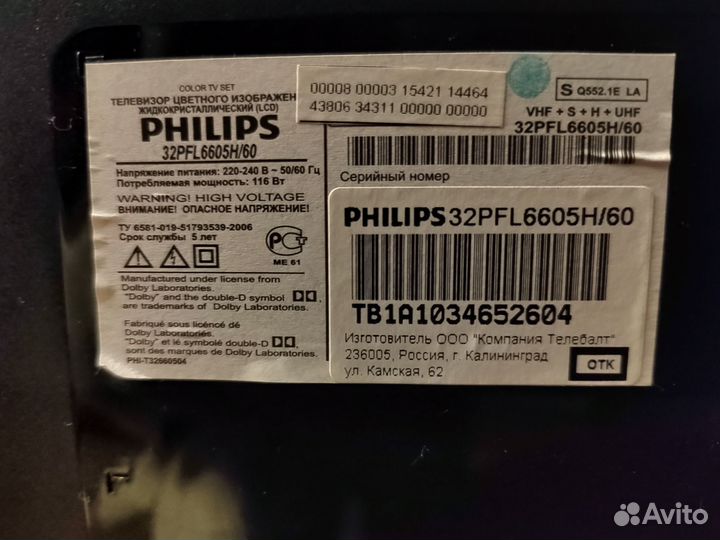 COLOR TV SET
ТЕЛЕВИЗОР ЦВЕТНОГО ИЗОБРАЖЕН
ЖИДКОКРИСТАЛЛИЧЕСКИЙ (LCD)
PHILIPS
32PFL6605H/60
Напряжение питания: 220-240 В ~ 50/60 Гц
Потребляемая мощность: 116 Вт
WARNING! HIGH VOLTAGE
ВНИМАНИЕ! ОПАСНОЕ НАПРЯЖЕНИЕ!
ТУ 6581-019-51793539-2006
Срок службы 5 лет
ME 61
Manufactured under license from
Dolby Laboratories.
"Dolby" and the double-D symbol
are trademarks of Dolby Laboratories.
Fabriqué sous licencé de
Dolby Laboratories.
"Dolby" et lé symbole double-D
sont des marques de Dolby Laboratories.
PHI-T32660504
00008 00003 15421 14464
43806 34311 00000 00000
S Q552.1E LA
VHF + S + H + UHF
32PFL6605H/60
Серийный номер
PHILIPS 32PFL6605H/60
TB1A1034652604
Изготовитель ООО "Компания Телебалт"
236005, Россия, г. Калининград
ул. Камская, 62
ОТК
Avito